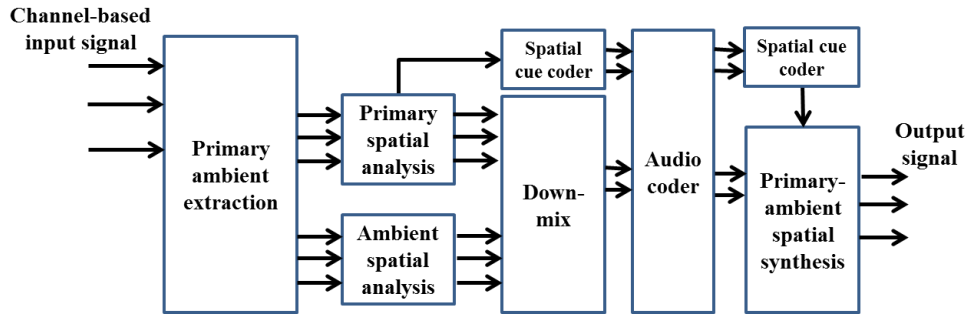 Channel-based
input signal
Primary
ambient
extraction
Primary
spatial
analysis
Ambient
spatial
analysis
Spatial
cue coder
Down-
mix
Audio
coder
Spatial cue
coder
Primary-
ambient
spatial
synthesis
Output
signal